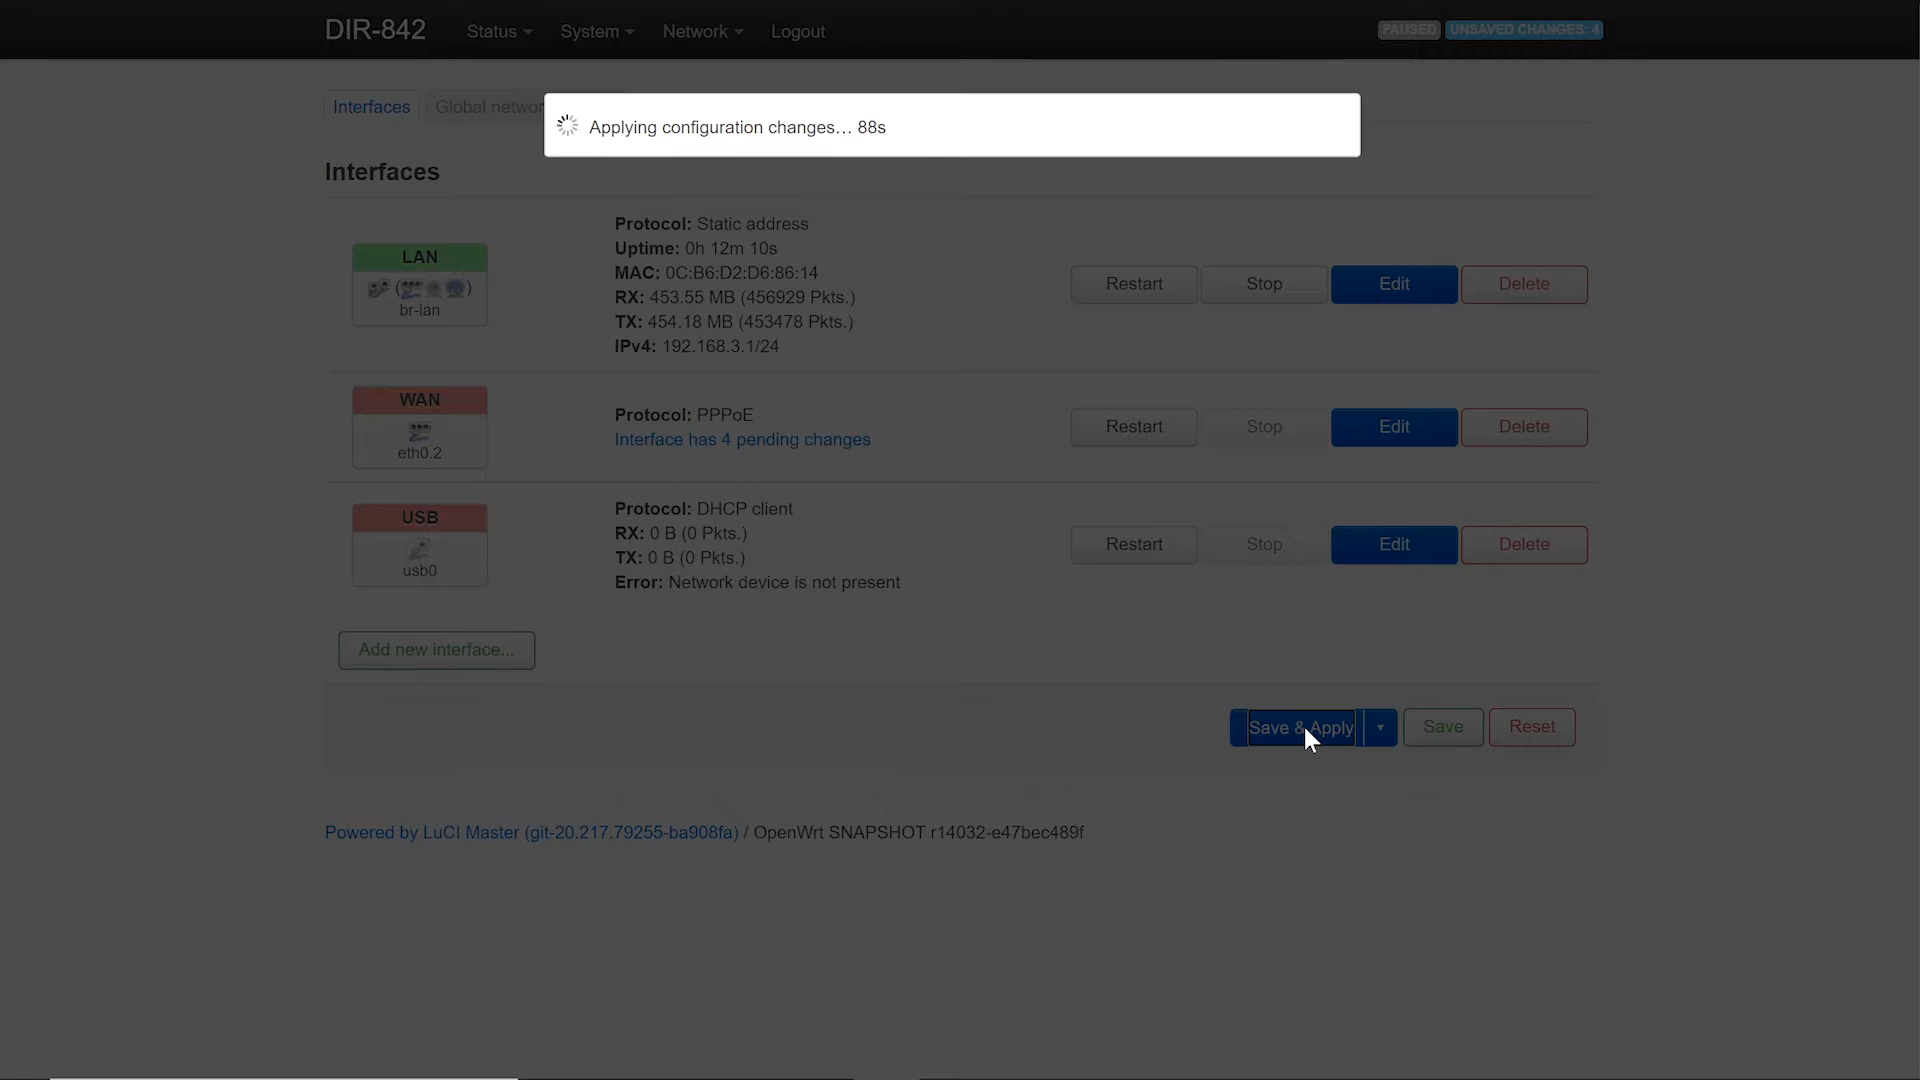 DIR-842 Status System Network Logout PAUSED UNSAVED CHANGES: 4
Interfaces Global networ
Applying configuration changes… 88s
Interfaces
LAN
br-lan
Protocol: Static address
Uptime: 0h 12m 10s
MAC: 0C:B6:D2:D6:86:14
RX: 453.55 MB (456929 Pkts.)
TX: 454.18 MB (453478 Pkts.)
IPv4: 192.168.3.1/24
Restart Stop Edit Delete
WAN
eth0.2
Protocol: PPPoE
Interface has 4 pending changes
Restart Stop Edit Delete
USB
usb0
Protocol: DHCP client
RX: 0 B (0 Pkts.)
TX: 0 B (0 Pkts.)
Error: Network device is not present
Restart Stop Edit Delete
Add new interface...
Save & Apply Save Reset
Powered by LuCI Master (git-20.217.79255-ba908fa) / OpenWrt SNAPSHOT r14032-e47bec489f